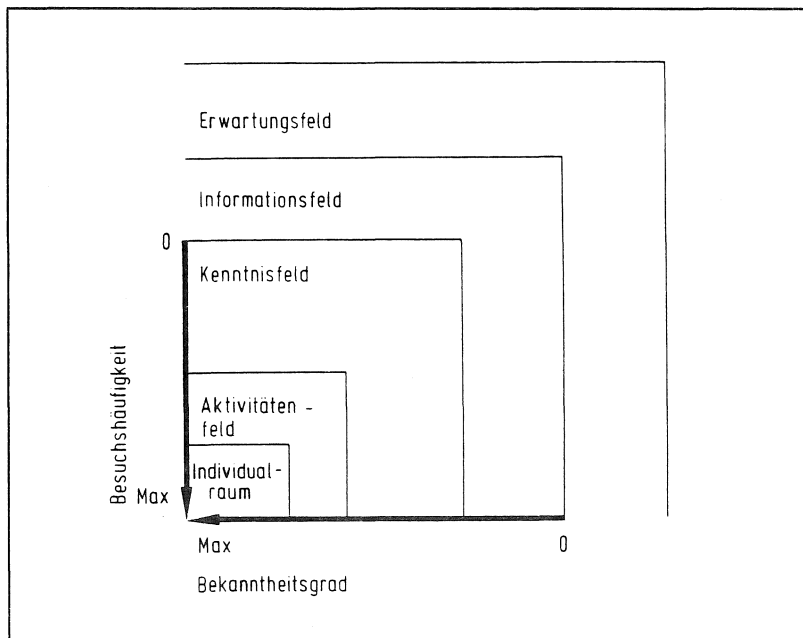 Erwartungsfeld
Informationsfeld
0
Kenntnisfeld
Besuchshäufigkeit
Aktivitäten -
feld
Individual-
raum
Max
Max
0
Bekanntheitsgrad